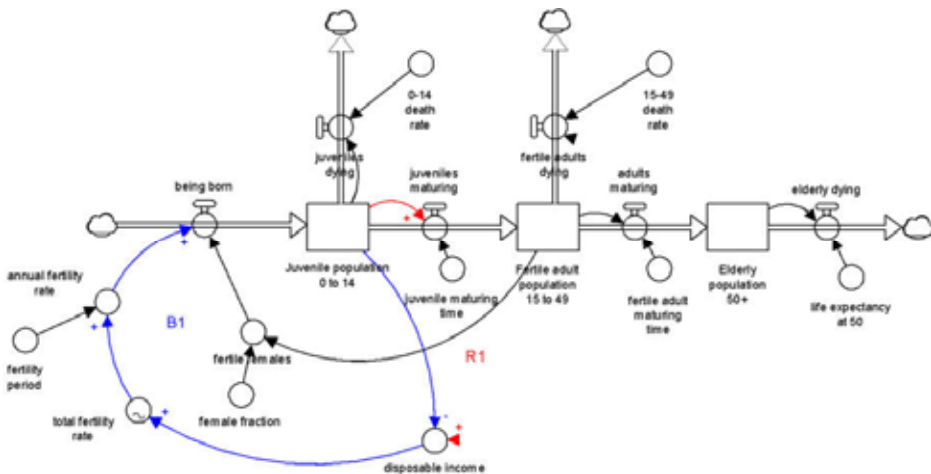 0-14
death
rate
15-49
death
rate
juveniles
dying
fertile adults
dying
being born
juveniles
maturing
adults
maturing
elderly dying
annual fertility
rate
Juvenile population
0 to 14
Fertile adult
population
15 to 49
Elderly
population
50+
juvenile maturing
time
fertile adult
maturing
time
life expectancy
at 50
B1
R1
fertility
period
fertile females
female fraction
total fertility
rate
disposable income
+
+
+
+
+
-
+